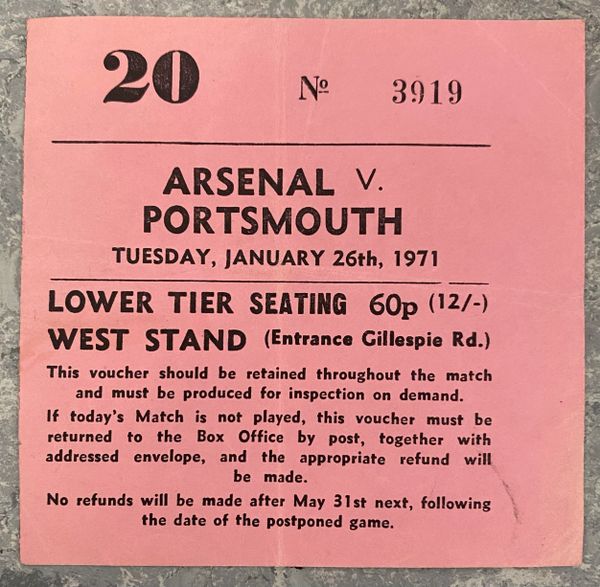 20 № 3919
ARSENAL V.
PORTSMOUTH
TUESDAY, JANUARY 26th, 1971
LOWER TIER SEATING 60p (12/-)
WEST STAND (Entrance Gillespie Rd.)
This voucher should be retained throughout the match
and must be produced for inspection on demand.
If today's Match is not played, this voucher must be
returned to the Box Office by post, together with
addressed envelope, and the appropriate refund will
be made.
No refunds will be made after May 31st next, following
the date of the postponed game.